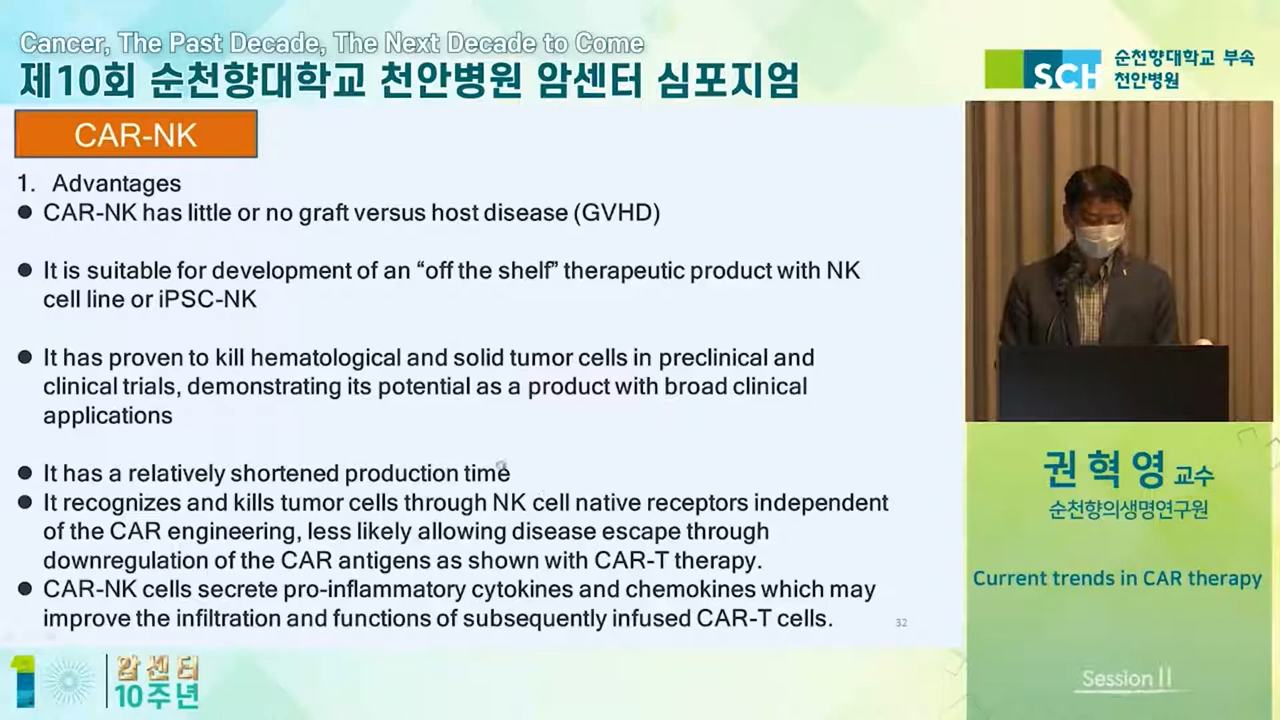 Cancer, The Past Decade, The Next Decade to Come
제10회 순천향대학교 천안병원 암센터 심포지엄
SCH
순천향대학교 부속
천안병원
CAR-NK
1. Advantages
● CAR-NK has little or no graft versus host disease (GVHD)
● It is suitable for development of an “off the shelf” therapeutic product with NK
cell line or iPSC-NK
● It has proven to kill hematological and solid tumor cells in preclinical and
clinical trials, demonstrating its potential as a product with broad clinical
applications
● It has a relatively shortened production time
● It recognizes and kills tumor cells through NK cell native receptors independent
of the CAR engineering, less likely allowing disease escape through
downregulation of the CAR antigens as shown with CAR-T therapy.
● CAR-NK cells secrete pro-inflammatory cytokines and chemokines which may
improve the infiltration and functions of subsequently infused CAR-T cells.
32
권혁영 교수
순천향의생명연구원
Current trends in CAR therapy
Session II
10
암센터
10주년